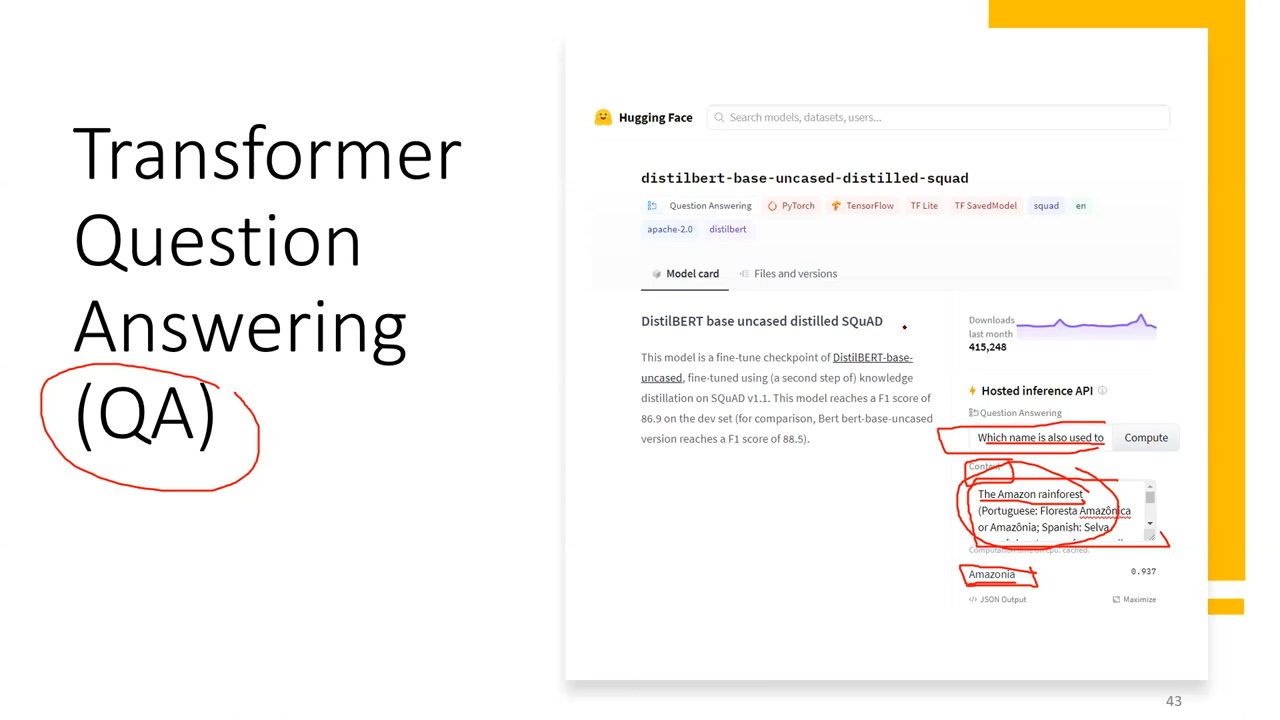 Transformer
Question
Answering
(QA)
Hugging Face
Search models, datasets, users...
distilbert-base-uncased-distilled-squad
Question Answering PyTorch TensorFlow TF Lite TF SavedModel squad en
apache-2.0 distilbert
Model card Files and versions
DistilBERT base uncased distilled SQuAD
This model is a fine-tune checkpoint of DistilBERT-base-
uncased, fine-tuned using (a second step of) knowledge
distillation on SQuAD v1.1. This model reaches a F1 score of
86.9 on the dev set (for comparison, Bert bert-base-uncased
version reaches a F1 score of 88.5).
Downloads
last month
415,248
Hosted inference API
Question Answering
Which name is also used to
Compute
Context
The Amazon rainforest
(Portuguese: Floresta Amazônica
or Amazônia; Spanish: Selva
Computation time on cpu: cached.
Amazonia 0.937
</> JSON Output Maximize
43